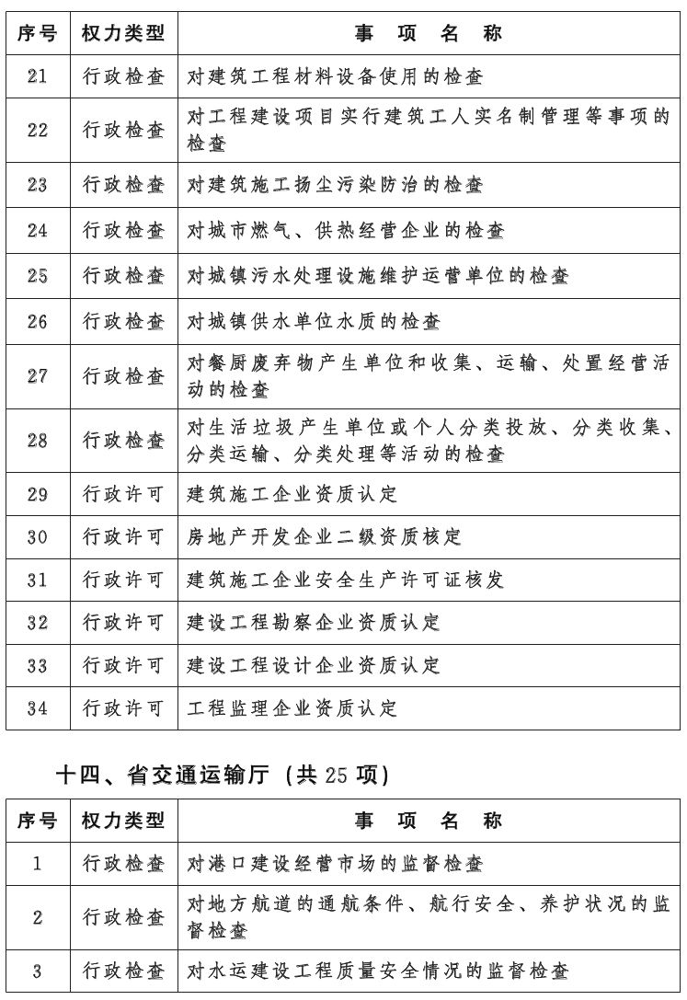 序号 权力类型 事 项 名 称
21 行政检查 对建筑工程材料设备使用的检查
22 行政检查 对工程建设项目实行建筑工人实名制管理等事项的
检查
23 行政检查 对建筑施工扬尘污染防治的检查
24 行政检查 对城市燃气、供热经营企业的检查
25 行政检查 对城镇污水处理设施维护运营单位的检查
26 行政检查 对城镇供水单位水质的检查
27 行政检查 对餐厨废弃物产生单位和收集、运输、处置经营活
动的检查
28 行政检查 对生活垃圾产生单位或个人分类投放、分类收集、
分类运输、分类处理等活动的检查
29 行政许可 建筑施工企业资质认定
30 行政许可 房地产开发企业二级资质核定
31 行政许可 建筑施工企业安全生产许可证核发
32 行政许可 建设工程勘察企业资质认定
33 行政许可 建设工程设计企业资质认定
34 行政许可 工程监理企业资质认定
十四、省交通运输厅（共 25 项）
序号 权力类型 事 项 名 称
1 行政检查 对港口建设经营市场的监督检查
2 行政检查 对地方航道的通航条件、航行安全、养护状况的监
督检查
3 行政检查 对水运建设工程质量安全情况的监督检查